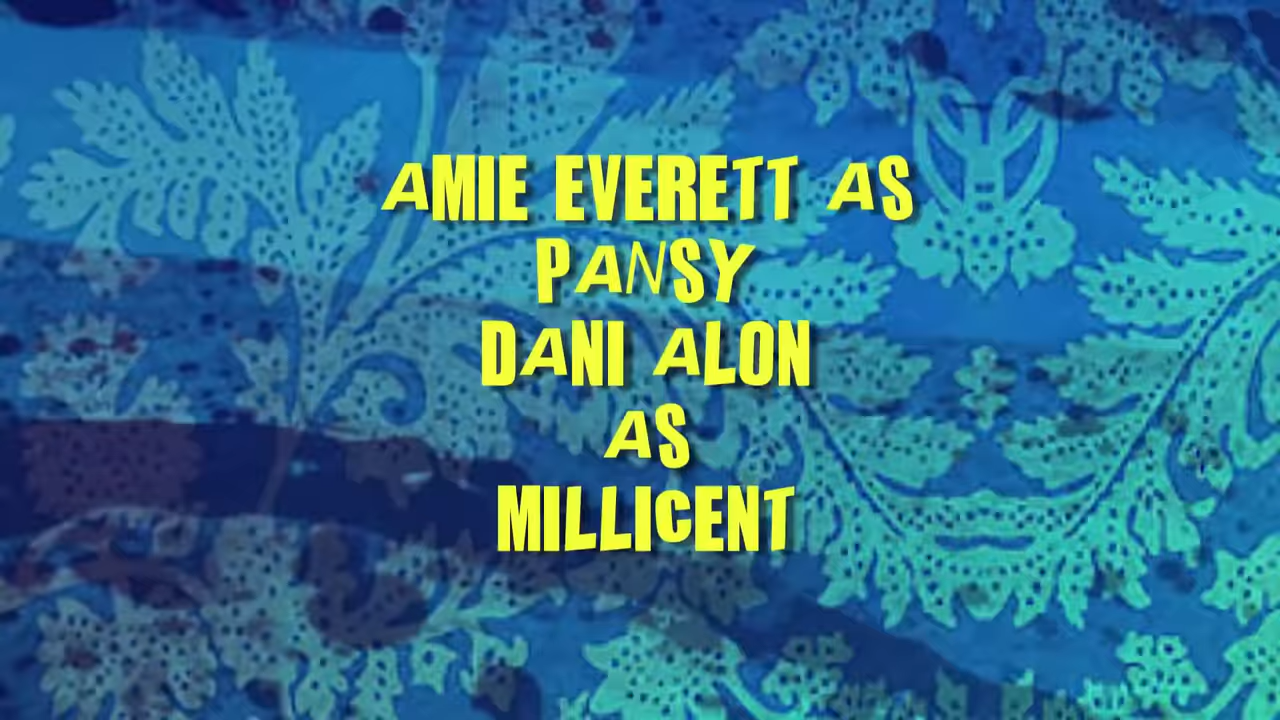 AMIE EVERETT AS
PANSY
DANI ALON
AS
MILLICENT